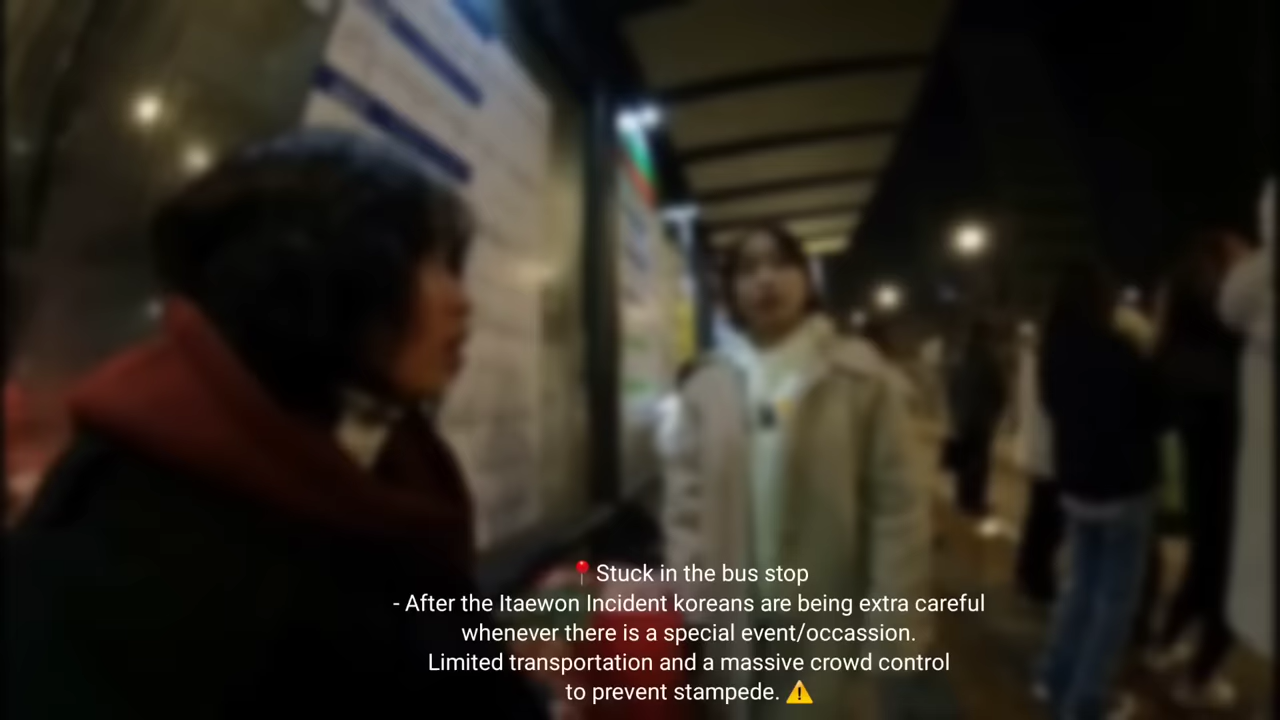 📍Stuck in the bus stop
- After the Itaewon Incident koreans are being extra careful
whenever there is a special event/occassion.
Limited transportation and a massive crowd control
to prevent stampede. ⚠️